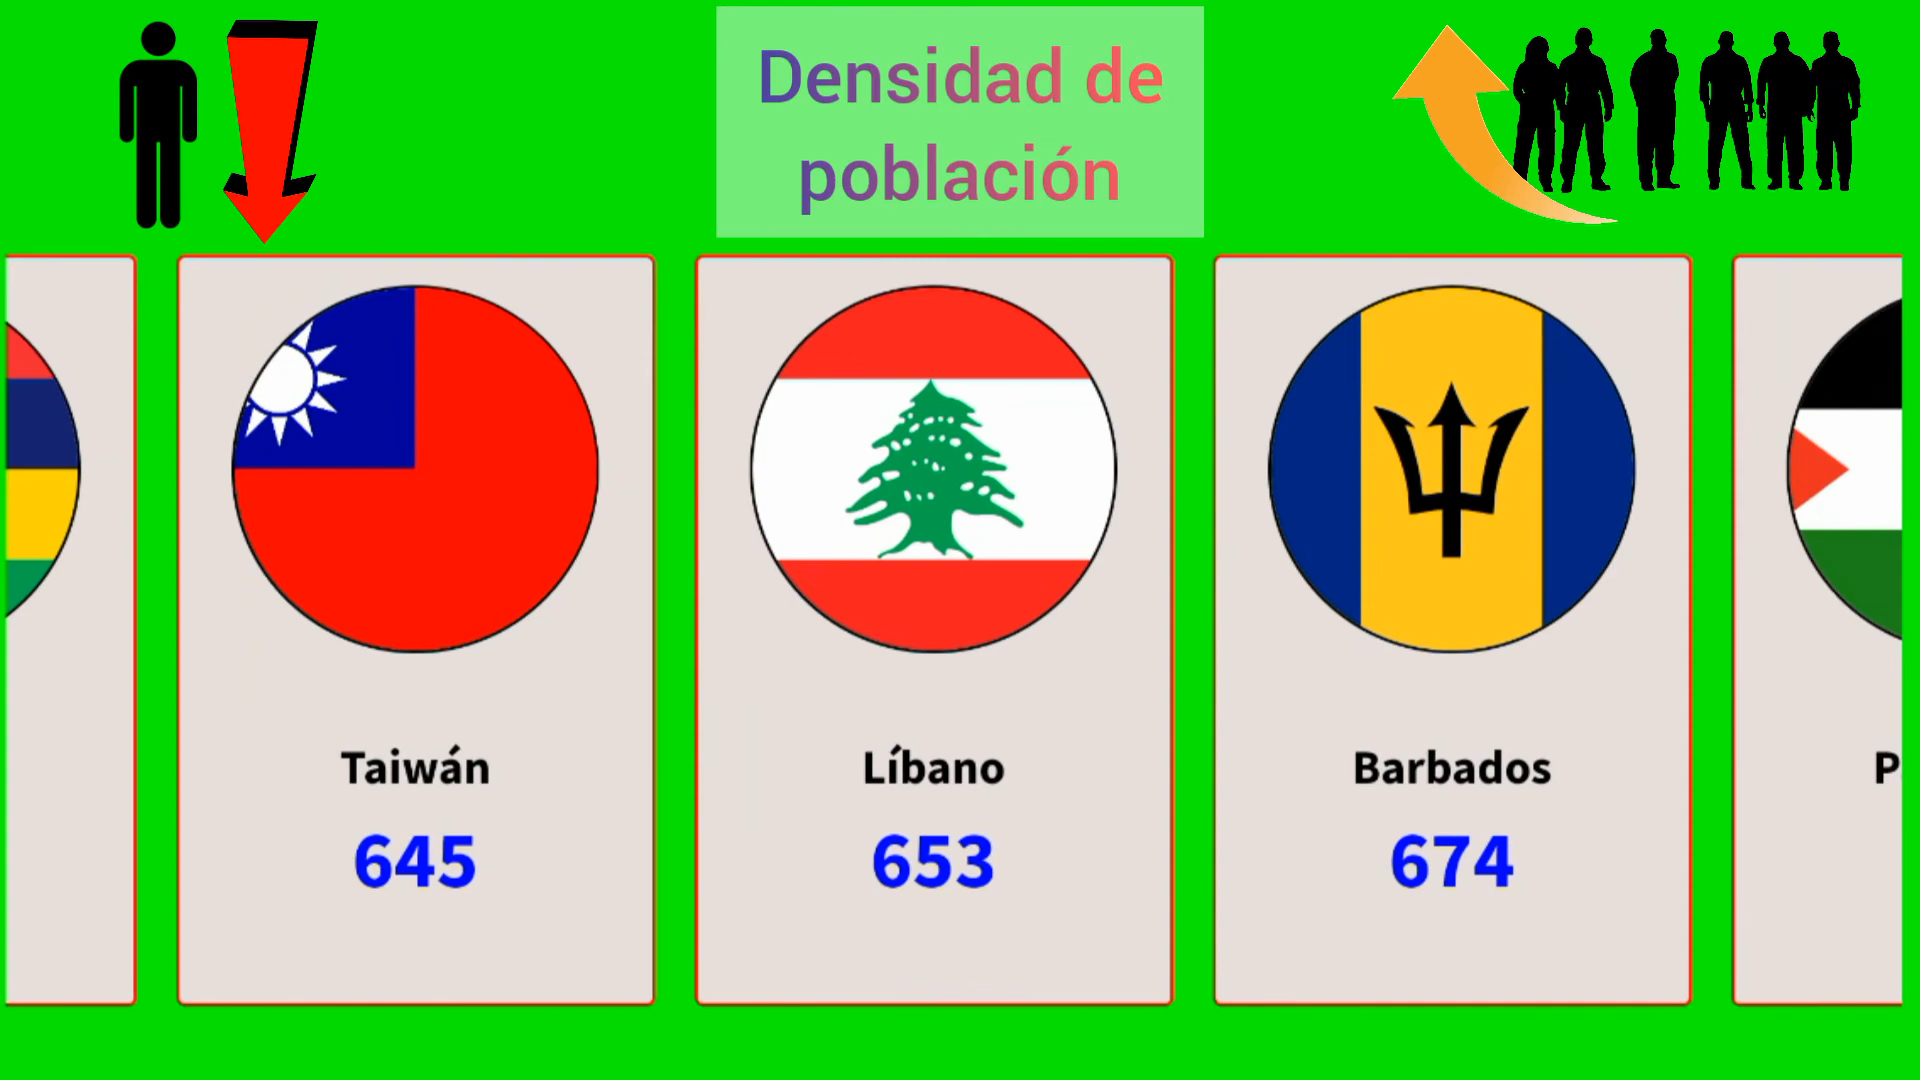 Densidad de
población
Taiwán
645
Líbano
653
Barbados
674
P